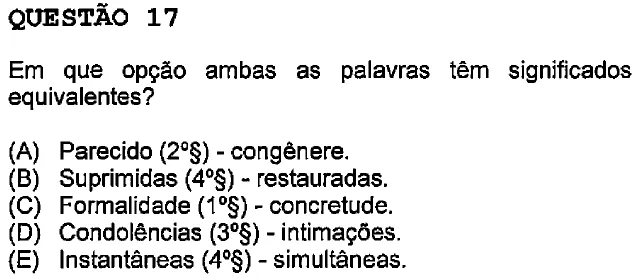 QUESTÃO 17
Em que opção ambas as palavras têm significados
equivalentes?
(A) Parecido (2º§) - congênere.
(B) Suprimidas (4º§) - restauradas.
(C) Formalidade (1º§) - concretude.
(D) Condolências (3º§) - intimações.
(E) Instantâneas (4º§) - simultâneas.